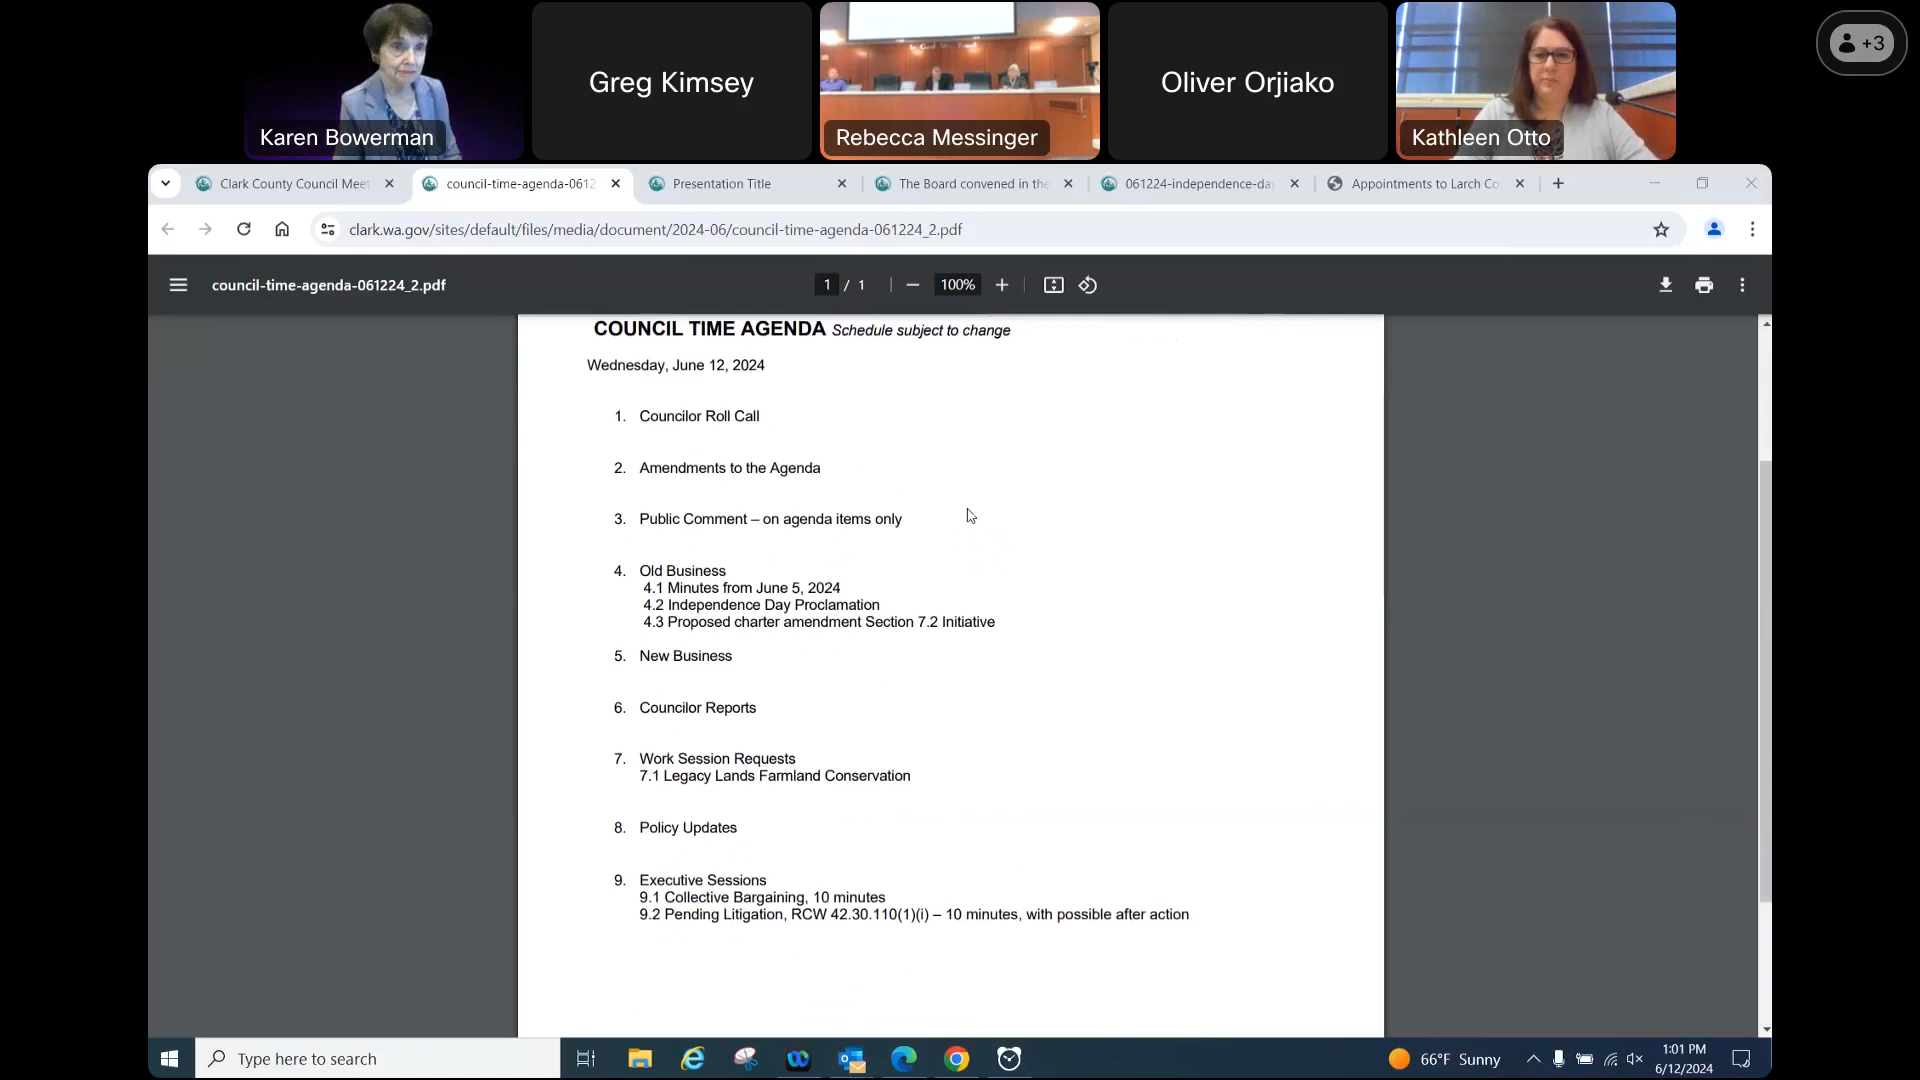 Greg Kimsey
Oliver Orjiako
+3
Karen Bowerman
Rebecca Messinger
Kathleen Otto
Clark County Council Meet
council-time-agenda-0612
Presentation Title
The Board convened in the
061224-independence-da
Appointments to Larch Co
clark.wa.gov/sites/default/files/media/document/2024-06/council-time-agenda-061224_2.pdf
council-time-agenda-061224_2.pdf
1 / 1
100%
COUNCIL TIME AGENDA Schedule subject to change
Wednesday, June 12, 2024
1. Councilor Roll Call
2. Amendments to the Agenda
3. Public Comment – on agenda items only
4. Old Business
4.1 Minutes from June 5, 2024
4.2 Independence Day Proclamation
4.3 Proposed charter amendment Section 7.2 Initiative
5. New Business
6. Councilor Reports
7. Work Session Requests
7.1 Legacy Lands Farmland Conservation
8. Policy Updates
9. Executive Sessions
9.1 Collective Bargaining, 10 minutes
9.2 Pending Litigation, RCW 42.30.110(1)(i) – 10 minutes, with possible after action
Type here to search
66°F Sunny
1:01 PM
6/12/2024